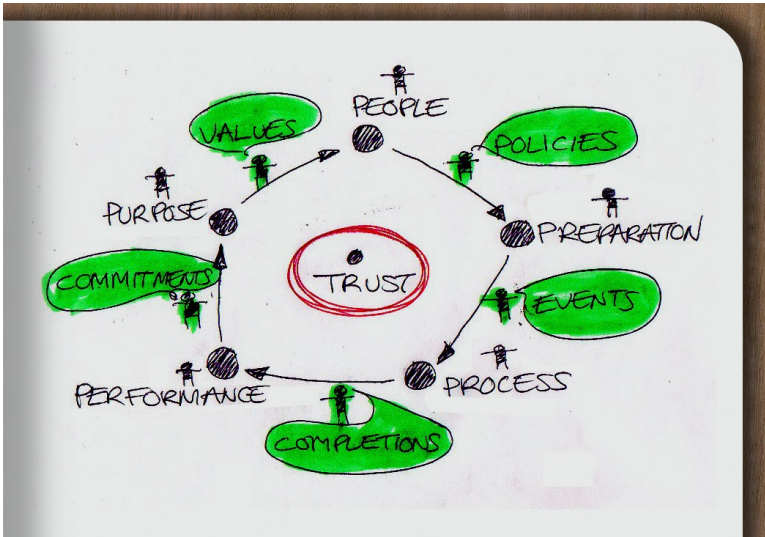 PEOPLE
VALUES
POLICIES
PURPOSE
PREPARATION
TRUST
COMMITMENTS
EVENTS
PERFORMANCE
PROCESS
COMPLETIONS